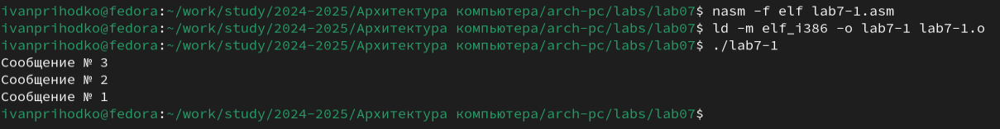 ivanprihodko@fedora:~/work/study/2024-2025/Архитектура компьютера/arch-pc/labs/lab07$ nasm -f elf lab7-1.asm
ivanprihodko@fedora:~/work/study/2024-2025/Архитектура компьютера/arch-pc/labs/lab07$ ld -m elf_i386 -o lab7-1 lab7-1.o
ivanprihodko@fedora:~/work/study/2024-2025/Архитектура компьютера/arch-pc/labs/lab07$ ./lab7-1
Сообщение № 3
Сообщение № 2
Сообщение № 1
ivanprihodko@fedora:~/work/study/2024-2025/Архитектура компьютера/arch-pc/labs/lab07$